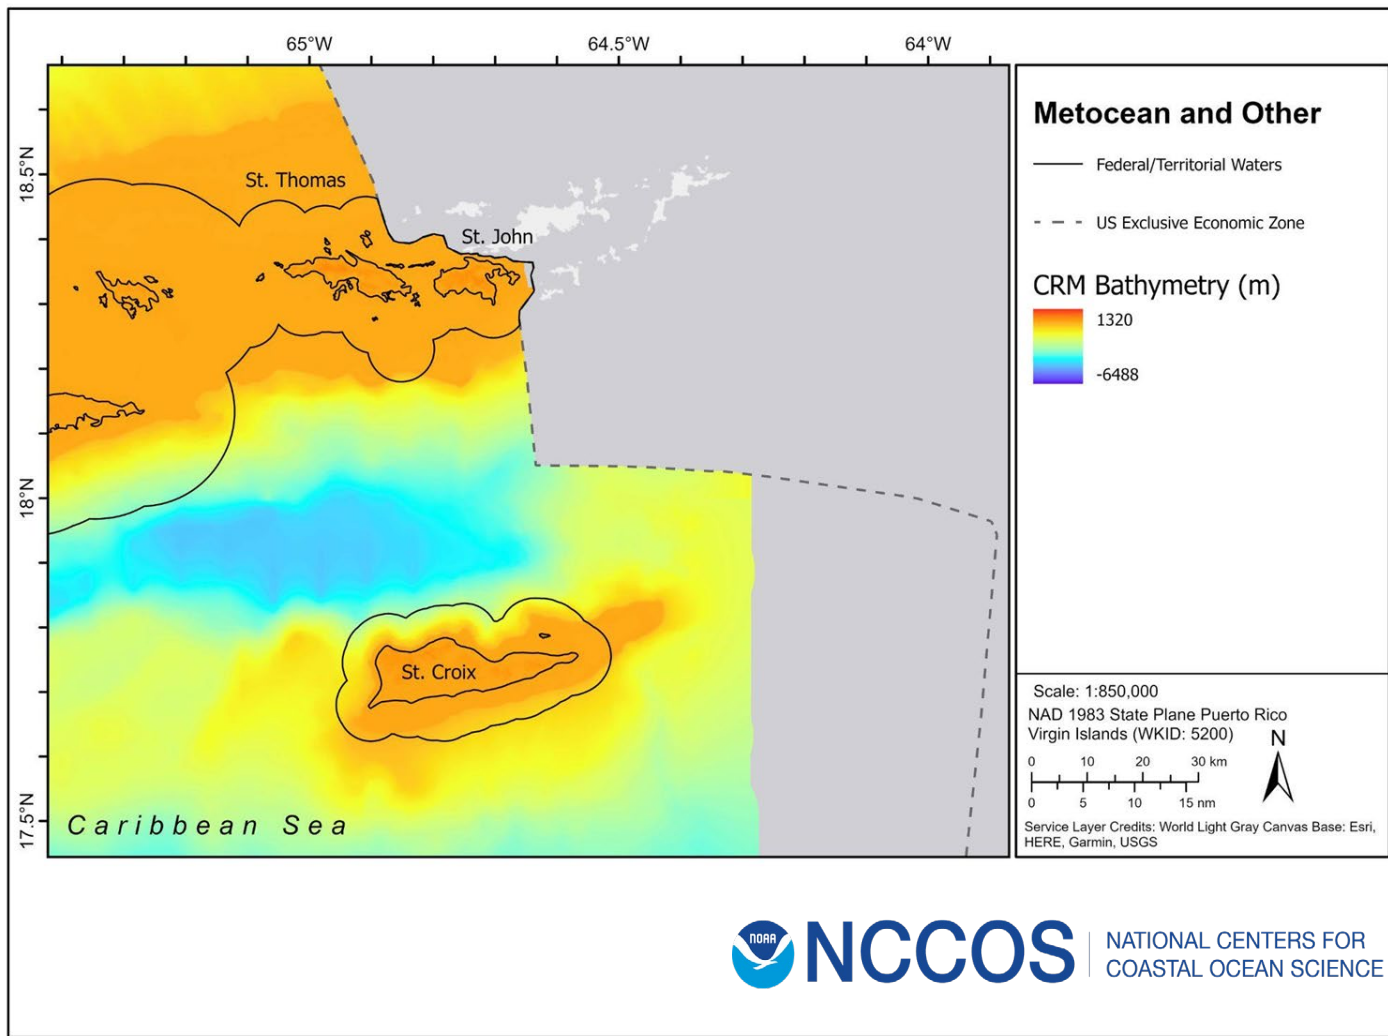 65°W
64.5°W
64°W
18.5°N
18°N
17.5°N
St. Thomas
St. John
St. Croix
Caribbean Sea
Metocean and Other
Federal/Territorial Waters
US Exclusive Economic Zone
CRM Bathymetry (m)
1320
-6488
Scale: 1:850,000
NAD 1983 State Plane Puerto Rico
Virgin Islands (WKID: 5200)
N
0 10 20 30 km
0 5 10 15 nm
Service Layer Credits: World Light Gray Canvas Base: Esri,
HERE, Garmin, USGS
NOAA
NCCOS
NATIONAL CENTERS FOR
COASTAL OCEAN SCIENCE